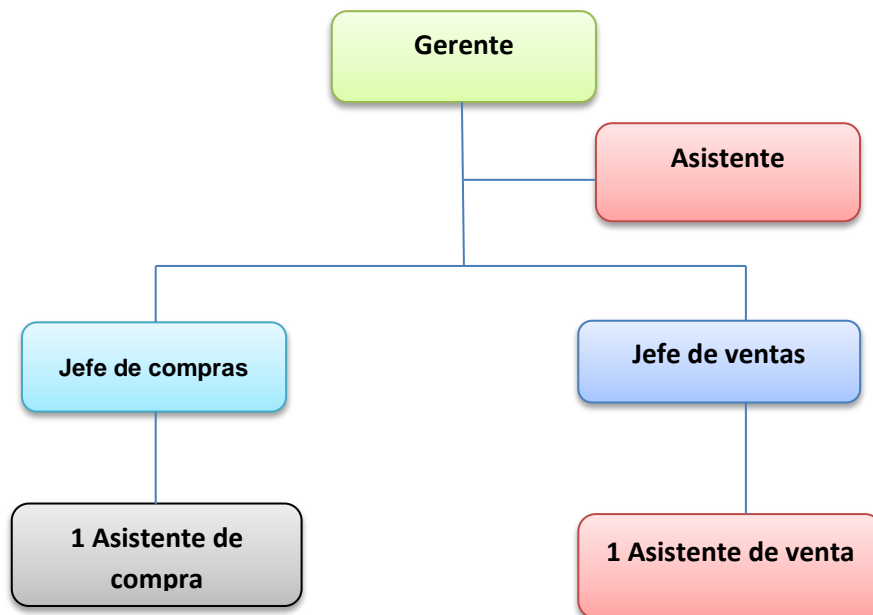 Gerente
Asistente
Jefe de compras
Jefe de ventas
1 Asistente de
compra
1 Asistente de venta